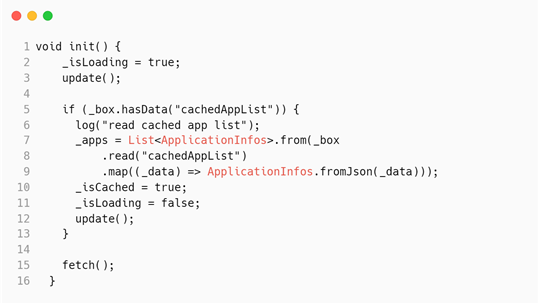 1 void init() {
2     _isLoading = true;
3     update();
4
5     if (_box.hasData("cachedAppList")) {
6       log("read cached app list");
7       _apps = List<ApplicationInfos>.from(_box
8           .read("cachedAppList")
9           .map((_data) => ApplicationInfos.fromJson(_data)));
10       _isCached = true;
11       _isLoading = false;
12       update();
13     }
14
15     fetch();
16   }